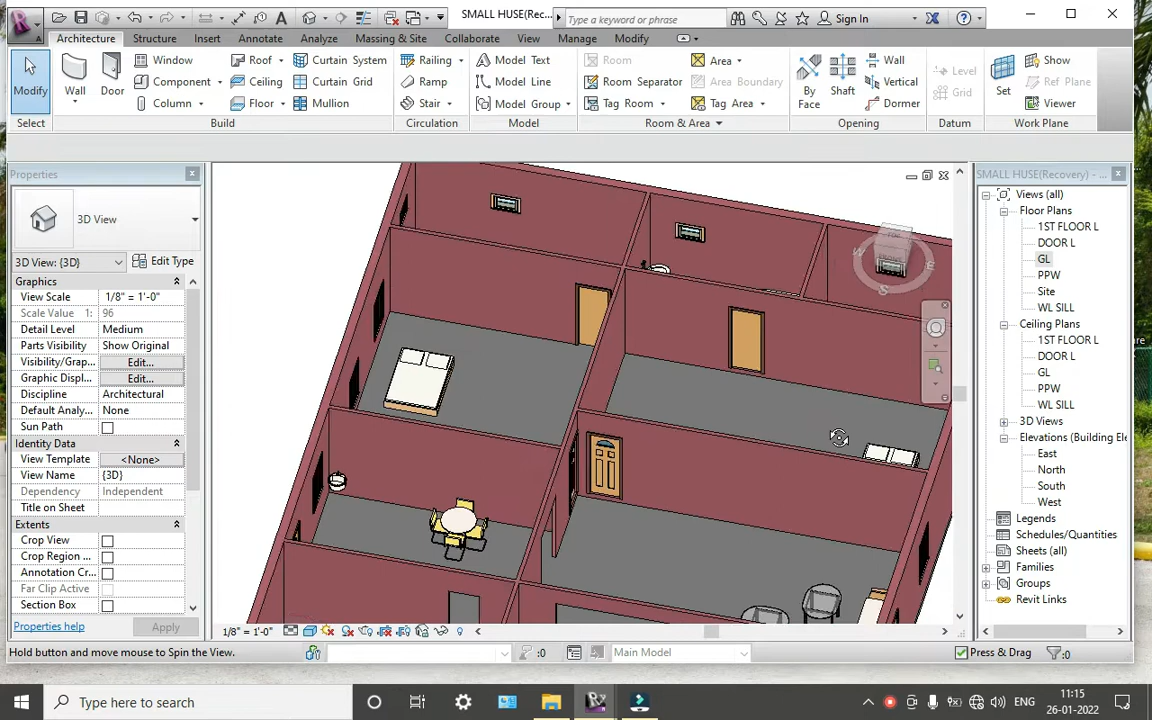 SMALL HUSE(Recov...
Type a keyword or phrase
Sign In
Architecture Structure Insert Annotate Analyze Massing & Site Collaborate View Manage Modify
Modify Wall Door Window Component Column Roof Ceiling Floor Curtain System Curtain Grid Mullion Railing Ramp Stair Model Text Model Line Model Group Room Room Separator Tag Room Area Area Boundary Tag Area By Face Shaft Wall Vertical Dormer Level Grid Set Show Ref Plane Viewer
Select Build Circulation Model Room & Area Opening Datum Work Plane
Properties
3D View
3D View: {3D} Edit Type
Graphics
View Scale 1/8" = 1'-0"
Scale Value 1: 96
Detail Level Medium
Parts Visibility Show Original
Visibility/Grap... Edit...
Graphic Displ... Edit...
Discipline Architectural
Default Analy... None
Sun Path
Identity Data
View Template <None>
View Name {3D}
Dependency Independent
Title on Sheet
Extents
Crop View
Crop Region ...
Annotation Cr...
Far Clip Active
Section Box
Properties help Apply
E
S
SMALL HUSE(Recovery) - ...
Views (all)
Floor Plans
1ST FLOOR L
DOOR L
GL
PPW
Site
WL SILL
Ceiling Plans
1ST FLOOR L
DOOR L
GL
PPW
WL SILL
3D Views
Elevations (Building Ele
East
North
South
West
Legends
Schedules/Quantities
Sheets (all)
Families
Groups
Revit Links
1/8" = 1'-0"
Hold button and move mouse to Spin the View. :0 Main Model Press & Drag :0
Type here to search
ENG
11:15
26-01-2022